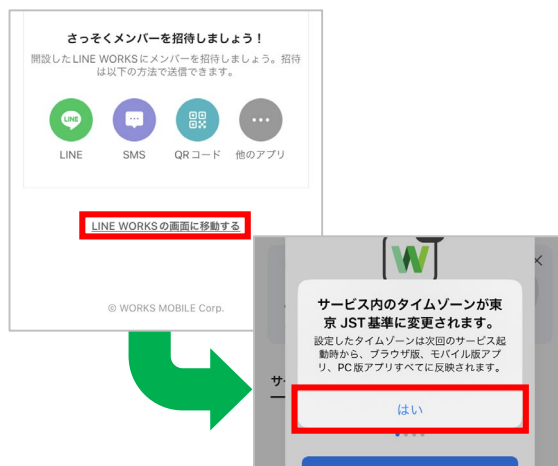 さっそくメンバーを招待しましょう！
開設したLINE WORKSにメンバーを招待しましょう。招待
は以下の方法で送信できます。
LINE
LINE
SMS
QRコード
他のアプリ
LINE WORKSの画面に移動する
© WORKS MOBILE Corp.
サービス内のタイムゾーンが東
京 JST 基準に変更されます。
設定したタイムゾーンは次回のサービス起
動時から、ブラウザ版、モバイル版アプ
リ、PC版アプリすべてに反映されます。
サ
はい